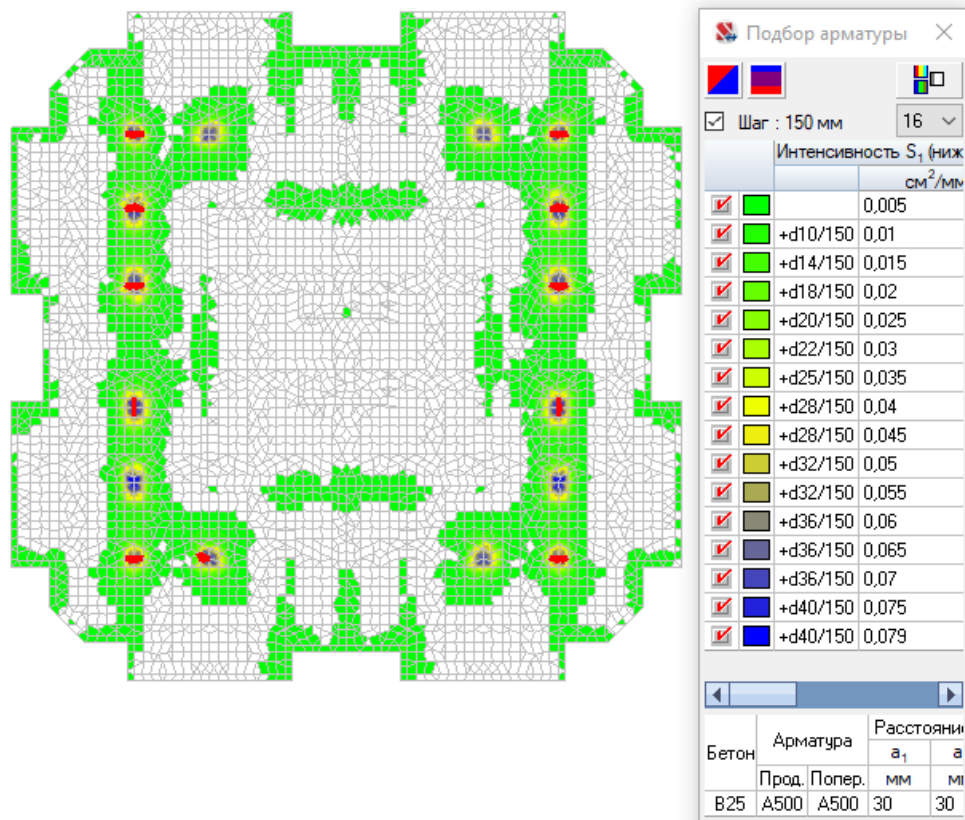 Подбор арматуры
Шаг : 150 мм 16
Интенсивность S1 (ниж
см²/мм
0,005
+d10/150 0,01
+d14/150 0,015
+d18/150 0,02
+d20/150 0,025
+d22/150 0,03
+d25/150 0,035
+d28/150 0,04
+d28/150 0,045
+d32/150 0,05
+d32/150 0,055
+d36/150 0,06
+d36/150 0,065
+d36/150 0,07
+d40/150 0,075
+d40/150 0,079
Бетон Арматура Расстояни
a1 a
Прод. Попер. мм м
B25 A500 A500 30 30